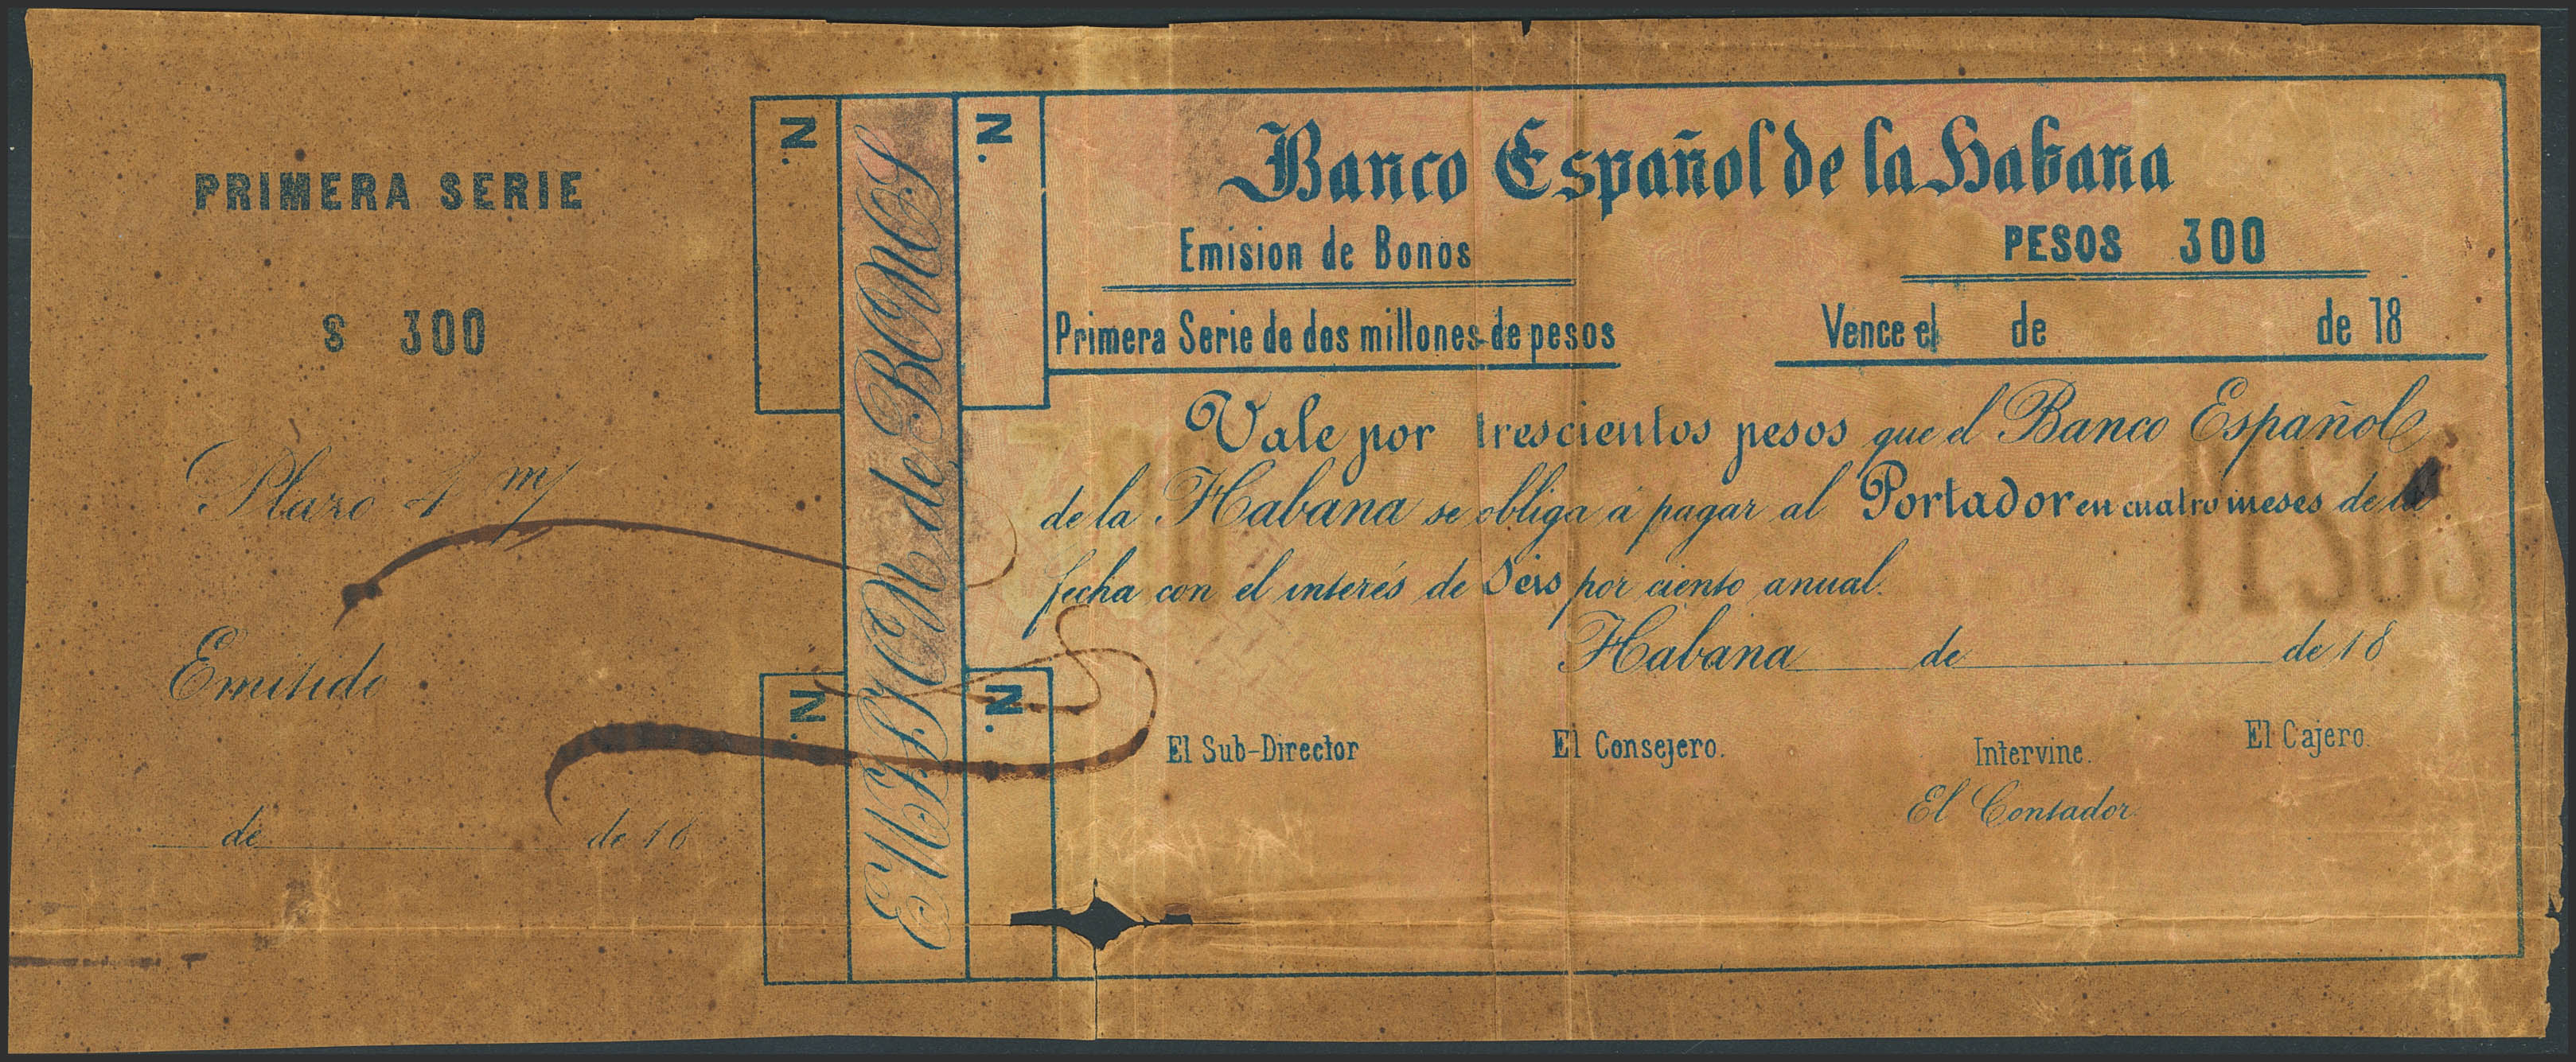 PRIMERA SERIE
$ 300
Plazo 4 m/
Emitido
de de 18
N.
N.
EMISION de BONOS
N.
N.
Banco Español de la Habana
Emision de Bonos
PESOS 300
Primera Serie de dos millones de pesos
Vence el de de 18
Vale por trescientos pesos que el Banco Español
de la Habana se obliga á pagar al Portador en cuatro meses de la
fecha con el interés de Seis por ciento anual.
Habana de de 18
El Sub-Director
El Consejero.
Intervine.
El Contador
El Cajero